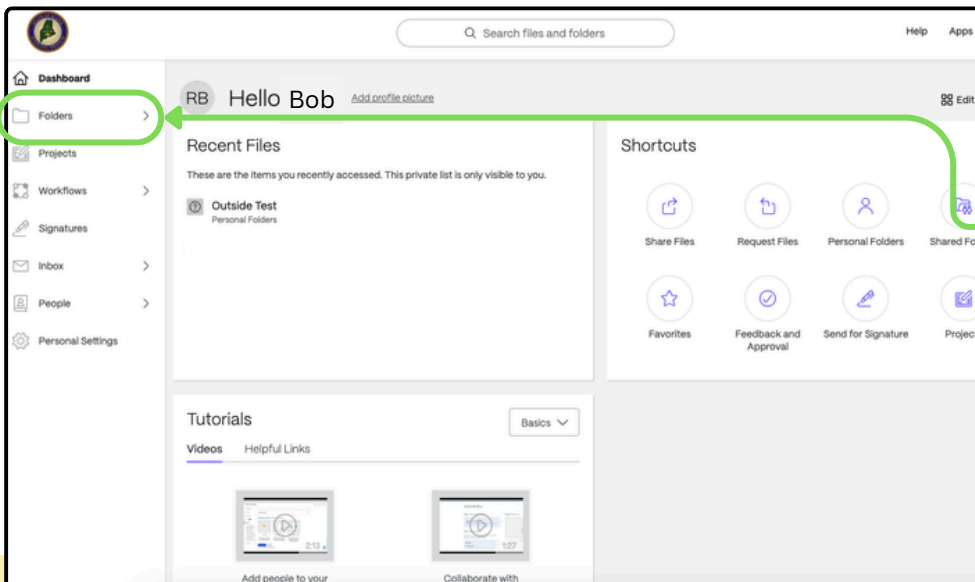 Search files and folders
Help Apps
Dashboard
Folders
Projects
Workflows
Signatures
Inbox
People
Personal Settings
RB Hello Bob Add profile picture
Edit
Recent Files
These are the items you recently accessed. This private list is only visible to you.
Outside Test
Personal Folders
Shortcuts
Share Files
Request Files
Personal Folders
Shared Fo
Favorites
Feedback and
Approval
Send for Signature
Projec
Tutorials
Basics
Videos Helpful Links
2:13
1:27
Add people to your
Collaborate with